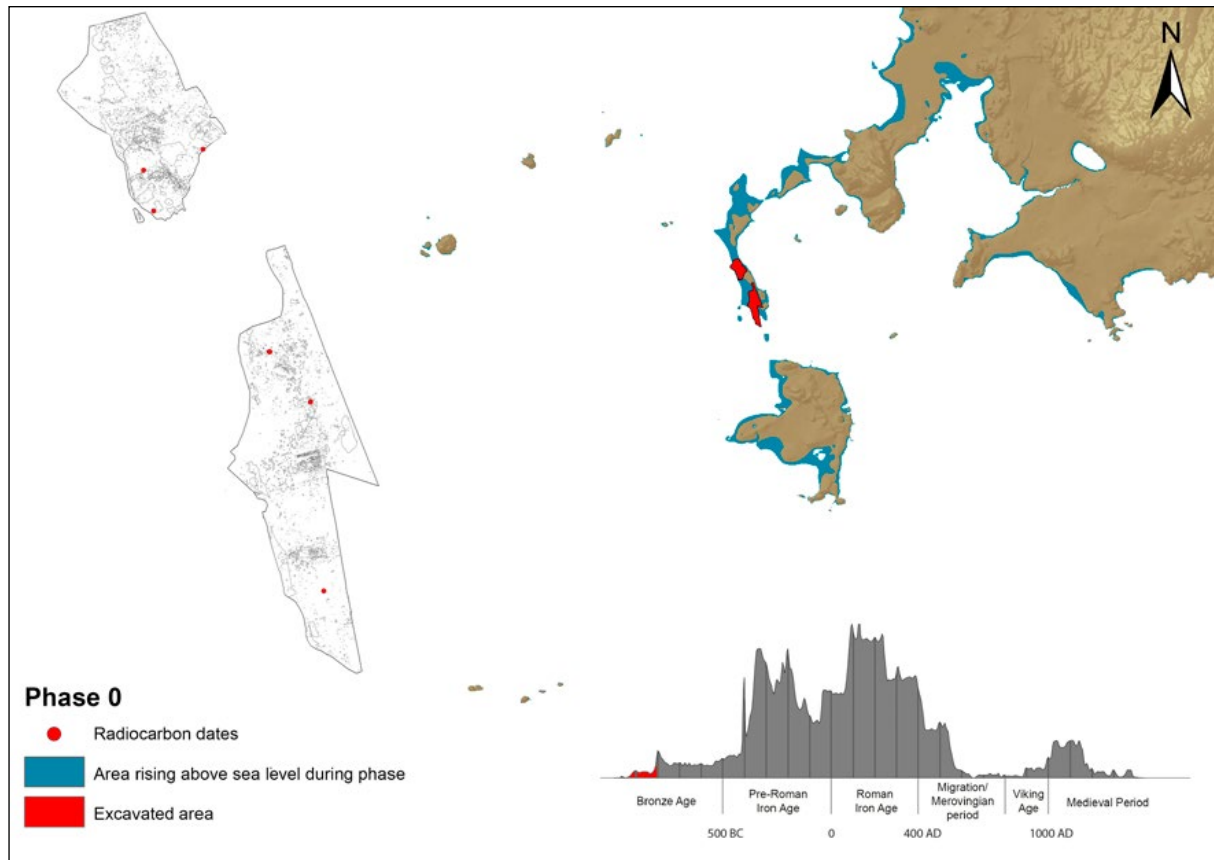 N
Phase 0
Radiocarbon dates
Area rising above sea level during phase
Excavated area
Bronze Age
Pre-Roman
Iron Age
Roman
Iron Age
Migration/
Merovingian
period
Viking
Age
Medieval Period
500 BC
0
400 AD
1000 AD